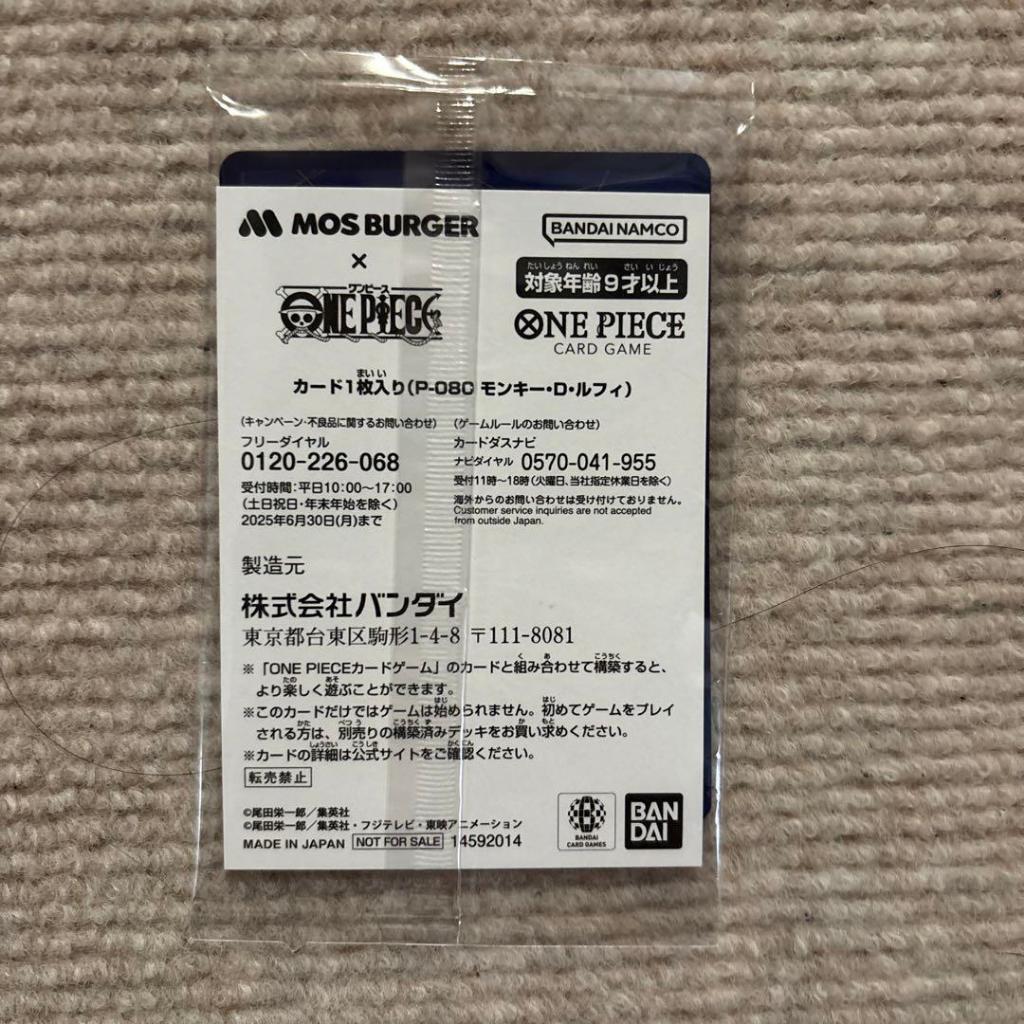 MOS BURGER
×
ワンピース
ONE PIECE
BANDAI NAMCO
たいしょうねんれい さいいじょう
対象年齢9才以上
ONE PIECE
CARD GAME
まいい
カード1枚入り(P-080 モンキー・D・ルフィ)
(キャンペーン・不良品に関するお問い合わせ)
フリーダイヤル
0120-226-068
受付時間:平日10:00〜17:00
(土日祝日・年末年始を除く)
2025年6月30日(月)まで
(ゲームルールのお問い合わせ)
カードダスナビ
ナビダイヤル 0570-041-955
受付11時〜18時(火曜日、当社指定休業日を除く)
海外からのお問い合わせは受け付けておりません。
Customer service inquiries are not accepted
from outside Japan.
製造元
株式会社バンダイ
東京都台東区駒形1-4-8 〒111-8081
く あ こうちく
※「ONE PIECEカードゲーム」のカードと組み合わせて構築すると、
たの あそ
より楽しく遊ぶことができます。
はじ はじ
※このカードだけではゲームは始められません。初めてゲームをプレイ
かた べつう こうちくず か もと
される方は、別売りの構築済みデッキをお買い求めください。
しょうさい こうしき かくにん
※カードの詳細は公式サイトをご確認ください。
転売禁止
©尾田栄一郎/集英社
©尾田栄一郎/集英社・フジテレビ・東映アニメーション
MADE IN JAPAN NOT FOR SALE 14592014
BANDAI
CARD GAMES
BAN
DAI